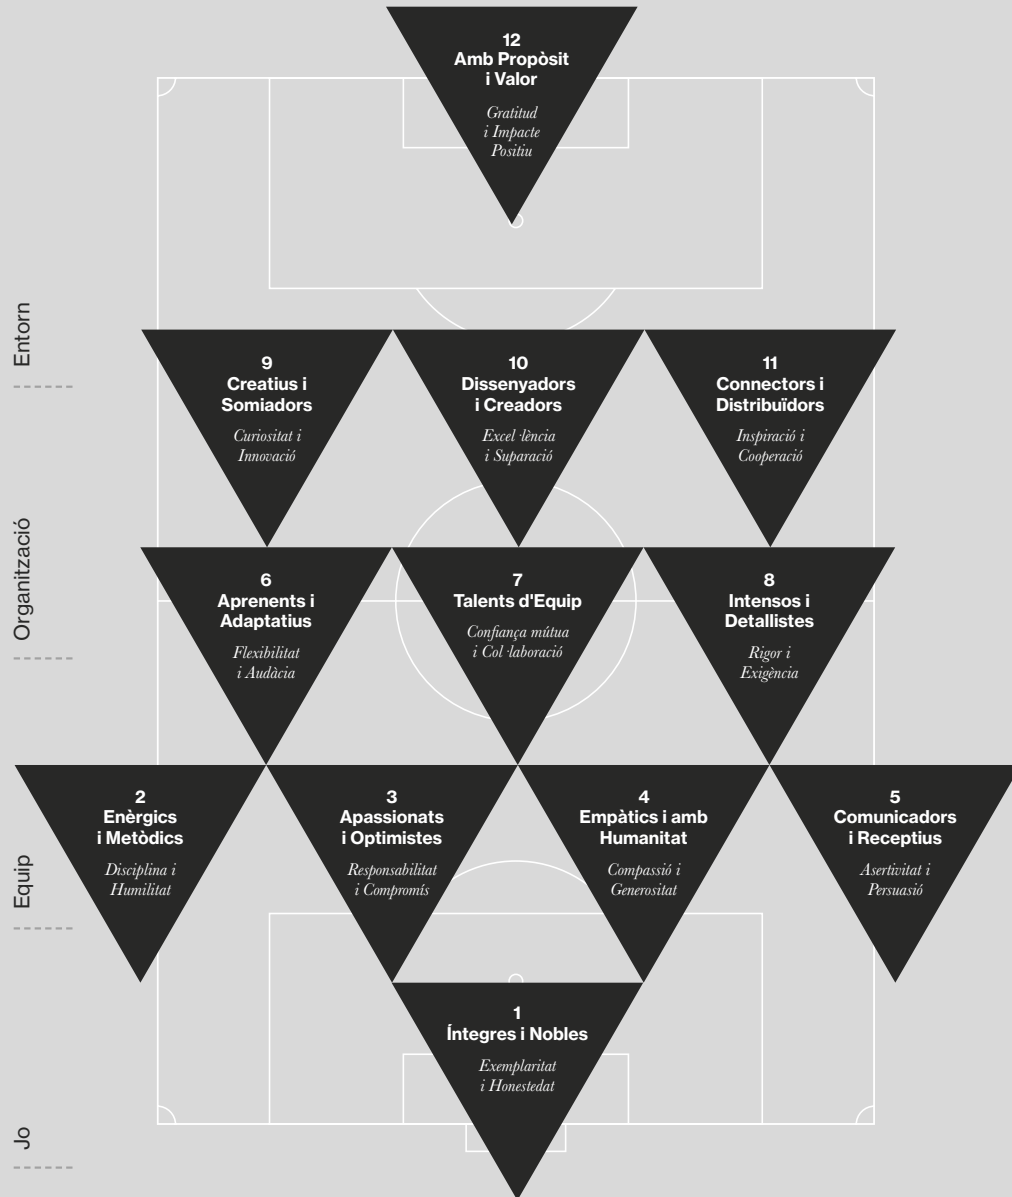 12
Amb Propòsit
i Valor
Gratitud
i Impacte
Positiu
Entorn
9
Creatius i
Somiadors
Curiositat i
Innovació
10
Dissenyadors
i Creadors
Excel·lència
i Suparació
11
Connectors i
Distribuïdors
Inspiració i
Cooperació
Organització
6
Aprenents i
Adaptatius
Flexibilitat
i Audàcia
7
Talents d'Equip
Confiança mútua
i Col·laboració
8
Intensos i
Detallistes
Rigor i
Exigència
Equip
2
Enèrgics
i Metòdics
Disciplina i
Humilitat
3
Apassionats
i Optimistes
Responsabilitat
i Compromís
4
Empàtics i amb
Humanitat
Compassió i
Generositat
5
Comunicadors
i Receptius
Asertivitat i
Persuasió
Jo
1
Íntegres i Nobles
Exemplaritat
i Honestedat